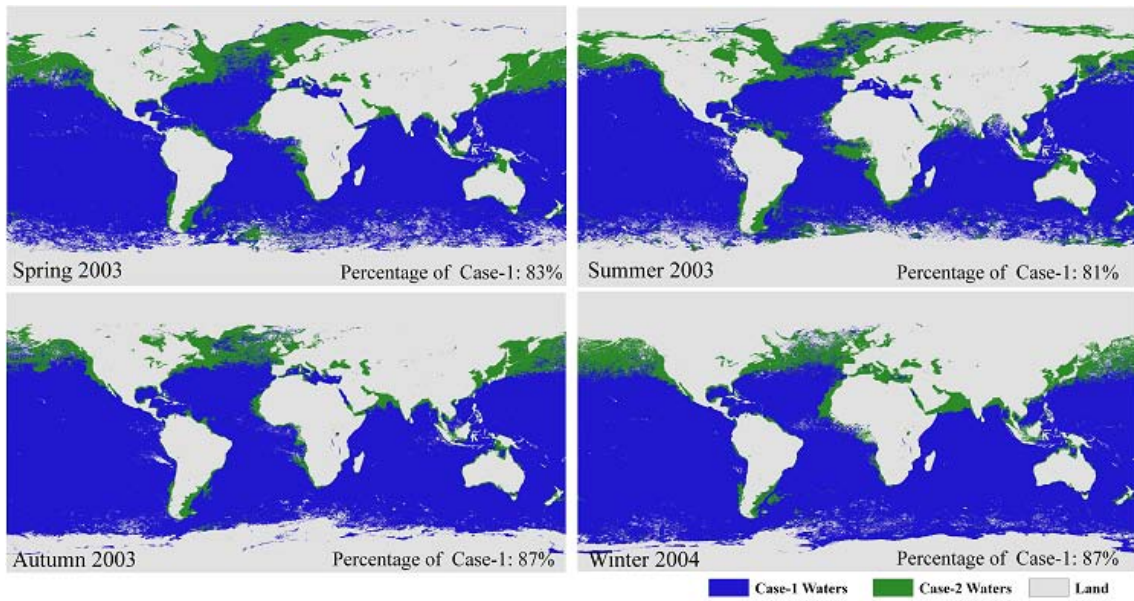 Spring 2003
Percentage of Case-1: 83%
Summer 2003
Percentage of Case-1: 81%
Autumn 2003
Percentage of Case-1: 87%
Winter 2004
Percentage of Case-1: 87%
Case-1 Waters
Case-2 Waters
Land